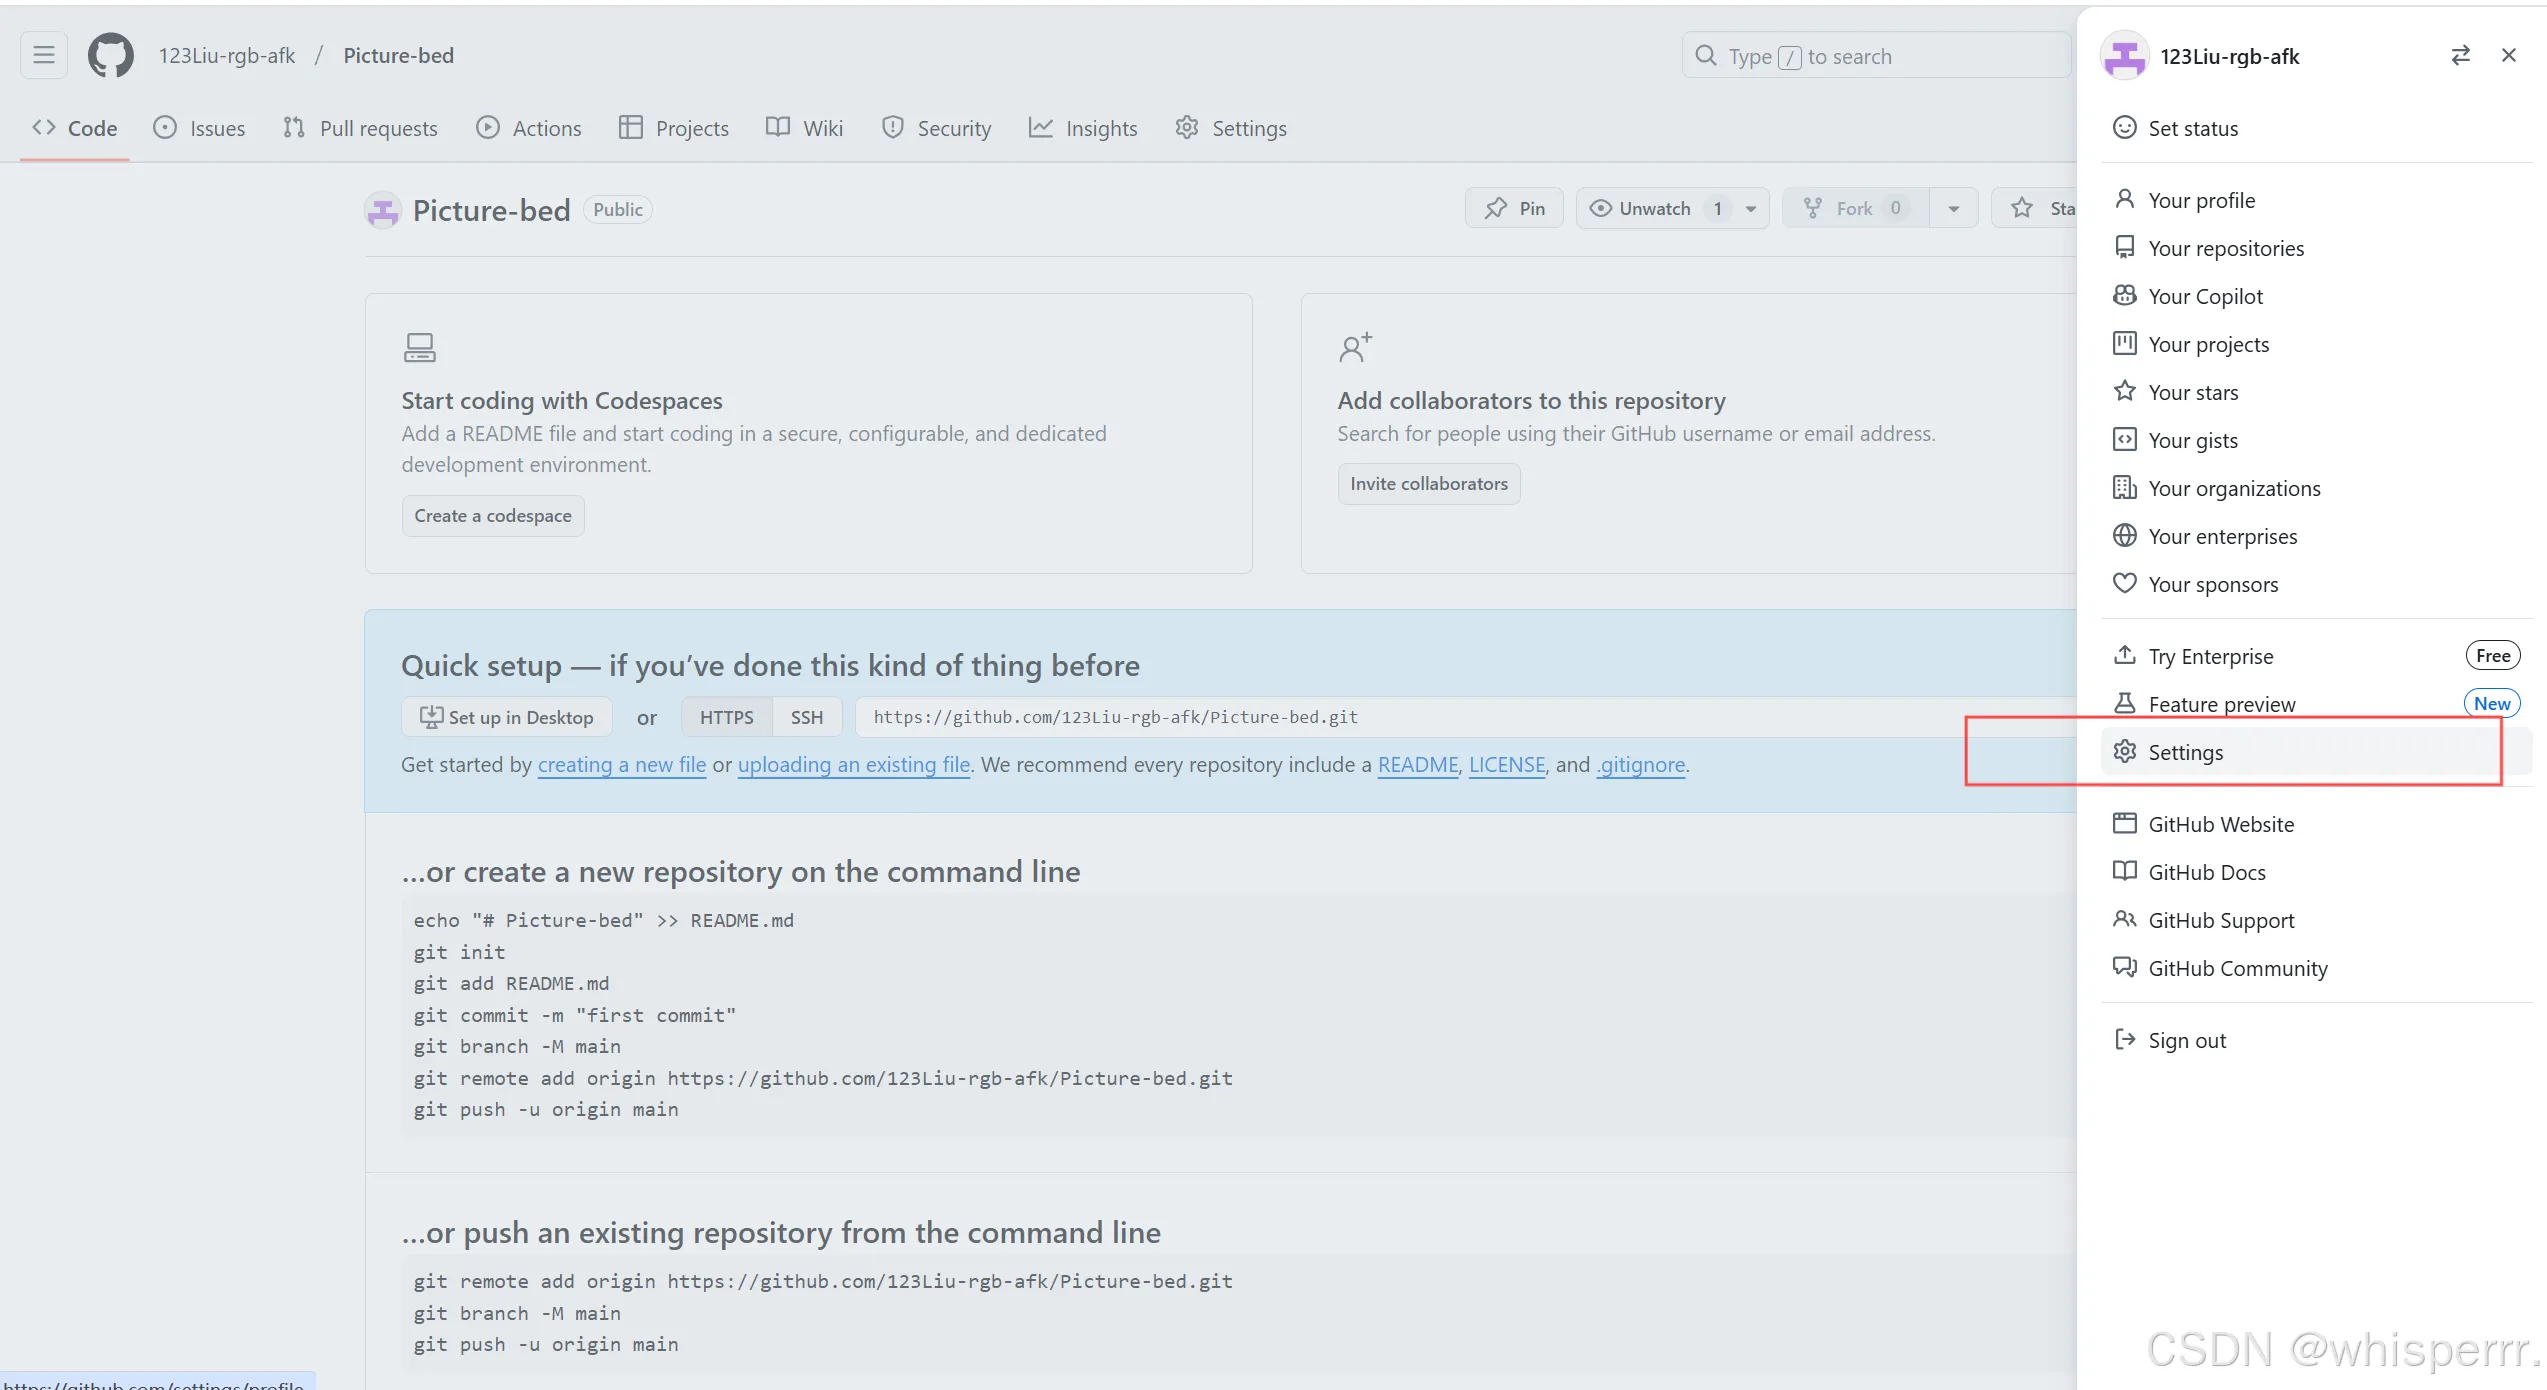 123Liu-rgb-afk / Picture-bed
Type / to search
Code Issues Pull requests Actions Projects Wiki Security Insights Settings
Picture-bed Public
Pin Unwatch 1 Fork 0 Sta
Start coding with Codespaces
Add a README file and start coding in a secure, configurable, and dedicated
development environment.
Create a codespace
Add collaborators to this repository
Search for people using their GitHub username or email address.
Invite collaborators
Quick setup — if you’ve done this kind of thing before
Set up in Desktop or HTTPS SSH https://github.com/123Liu-rgb-afk/Picture-bed.git
Get started by creating a new file or uploading an existing file. We recommend every repository include a README, LICENSE, and .gitignore.
…or create a new repository on the command line
echo "# Picture-bed" >> README.md
git init
git add README.md
git commit -m "first commit"
git branch -M main
git remote add origin https://github.com/123Liu-rgb-afk/Picture-bed.git
git push -u origin main
…or push an existing repository from the command line
git remote add origin https://github.com/123Liu-rgb-afk/Picture-bed.git
git branch -M main
git push -u origin main
https://github.com/settings/profile
123Liu-rgb-afk
Set status
Your profile
Your repositories
Your Copilot
Your projects
Your stars
Your gists
Your organizations
Your enterprises
Your sponsors
Try Enterprise Free
Feature preview New
Settings
GitHub Website
GitHub Docs
GitHub Support
GitHub Community
Sign out
CSDN @whisperrr.